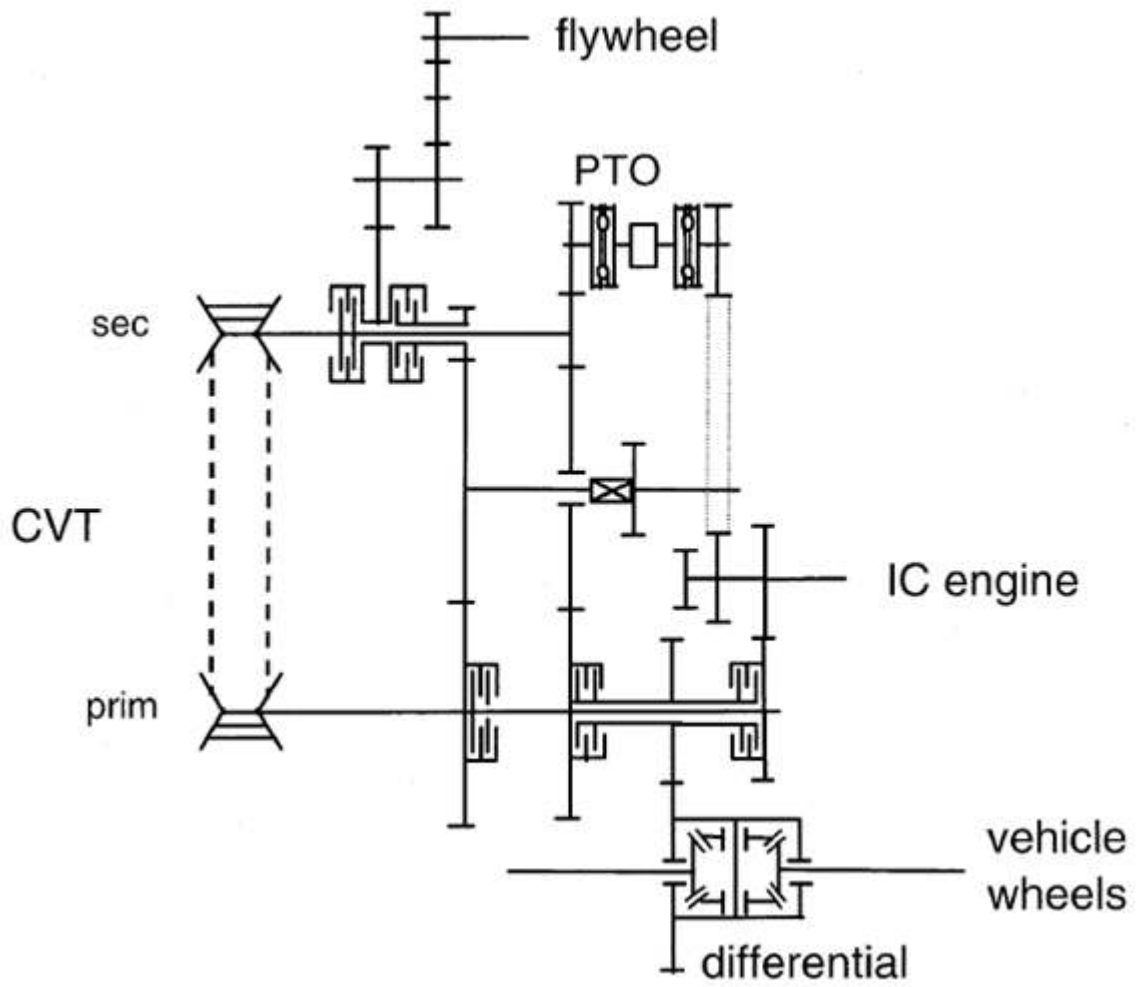 flywheel
PTO
sec
CVT
IC engine
prim
vehicle
wheels
differential